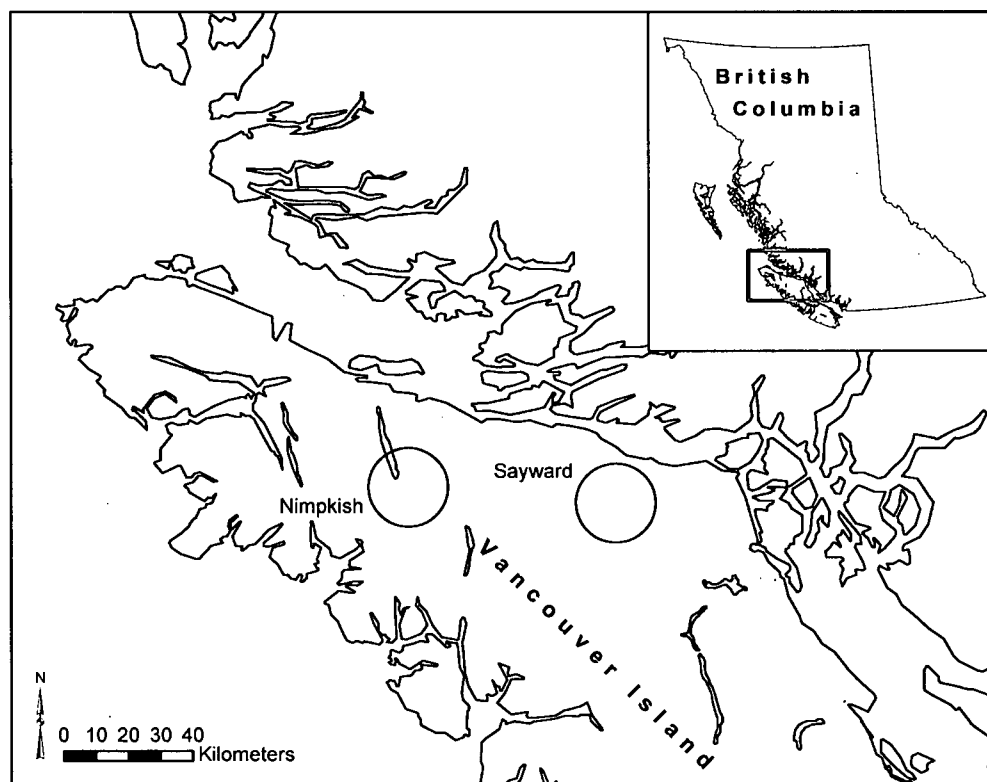 British
Columbia
Sayward
Nimpkish
Vancouver Island
N
0 10 20 30 40
Kilometers